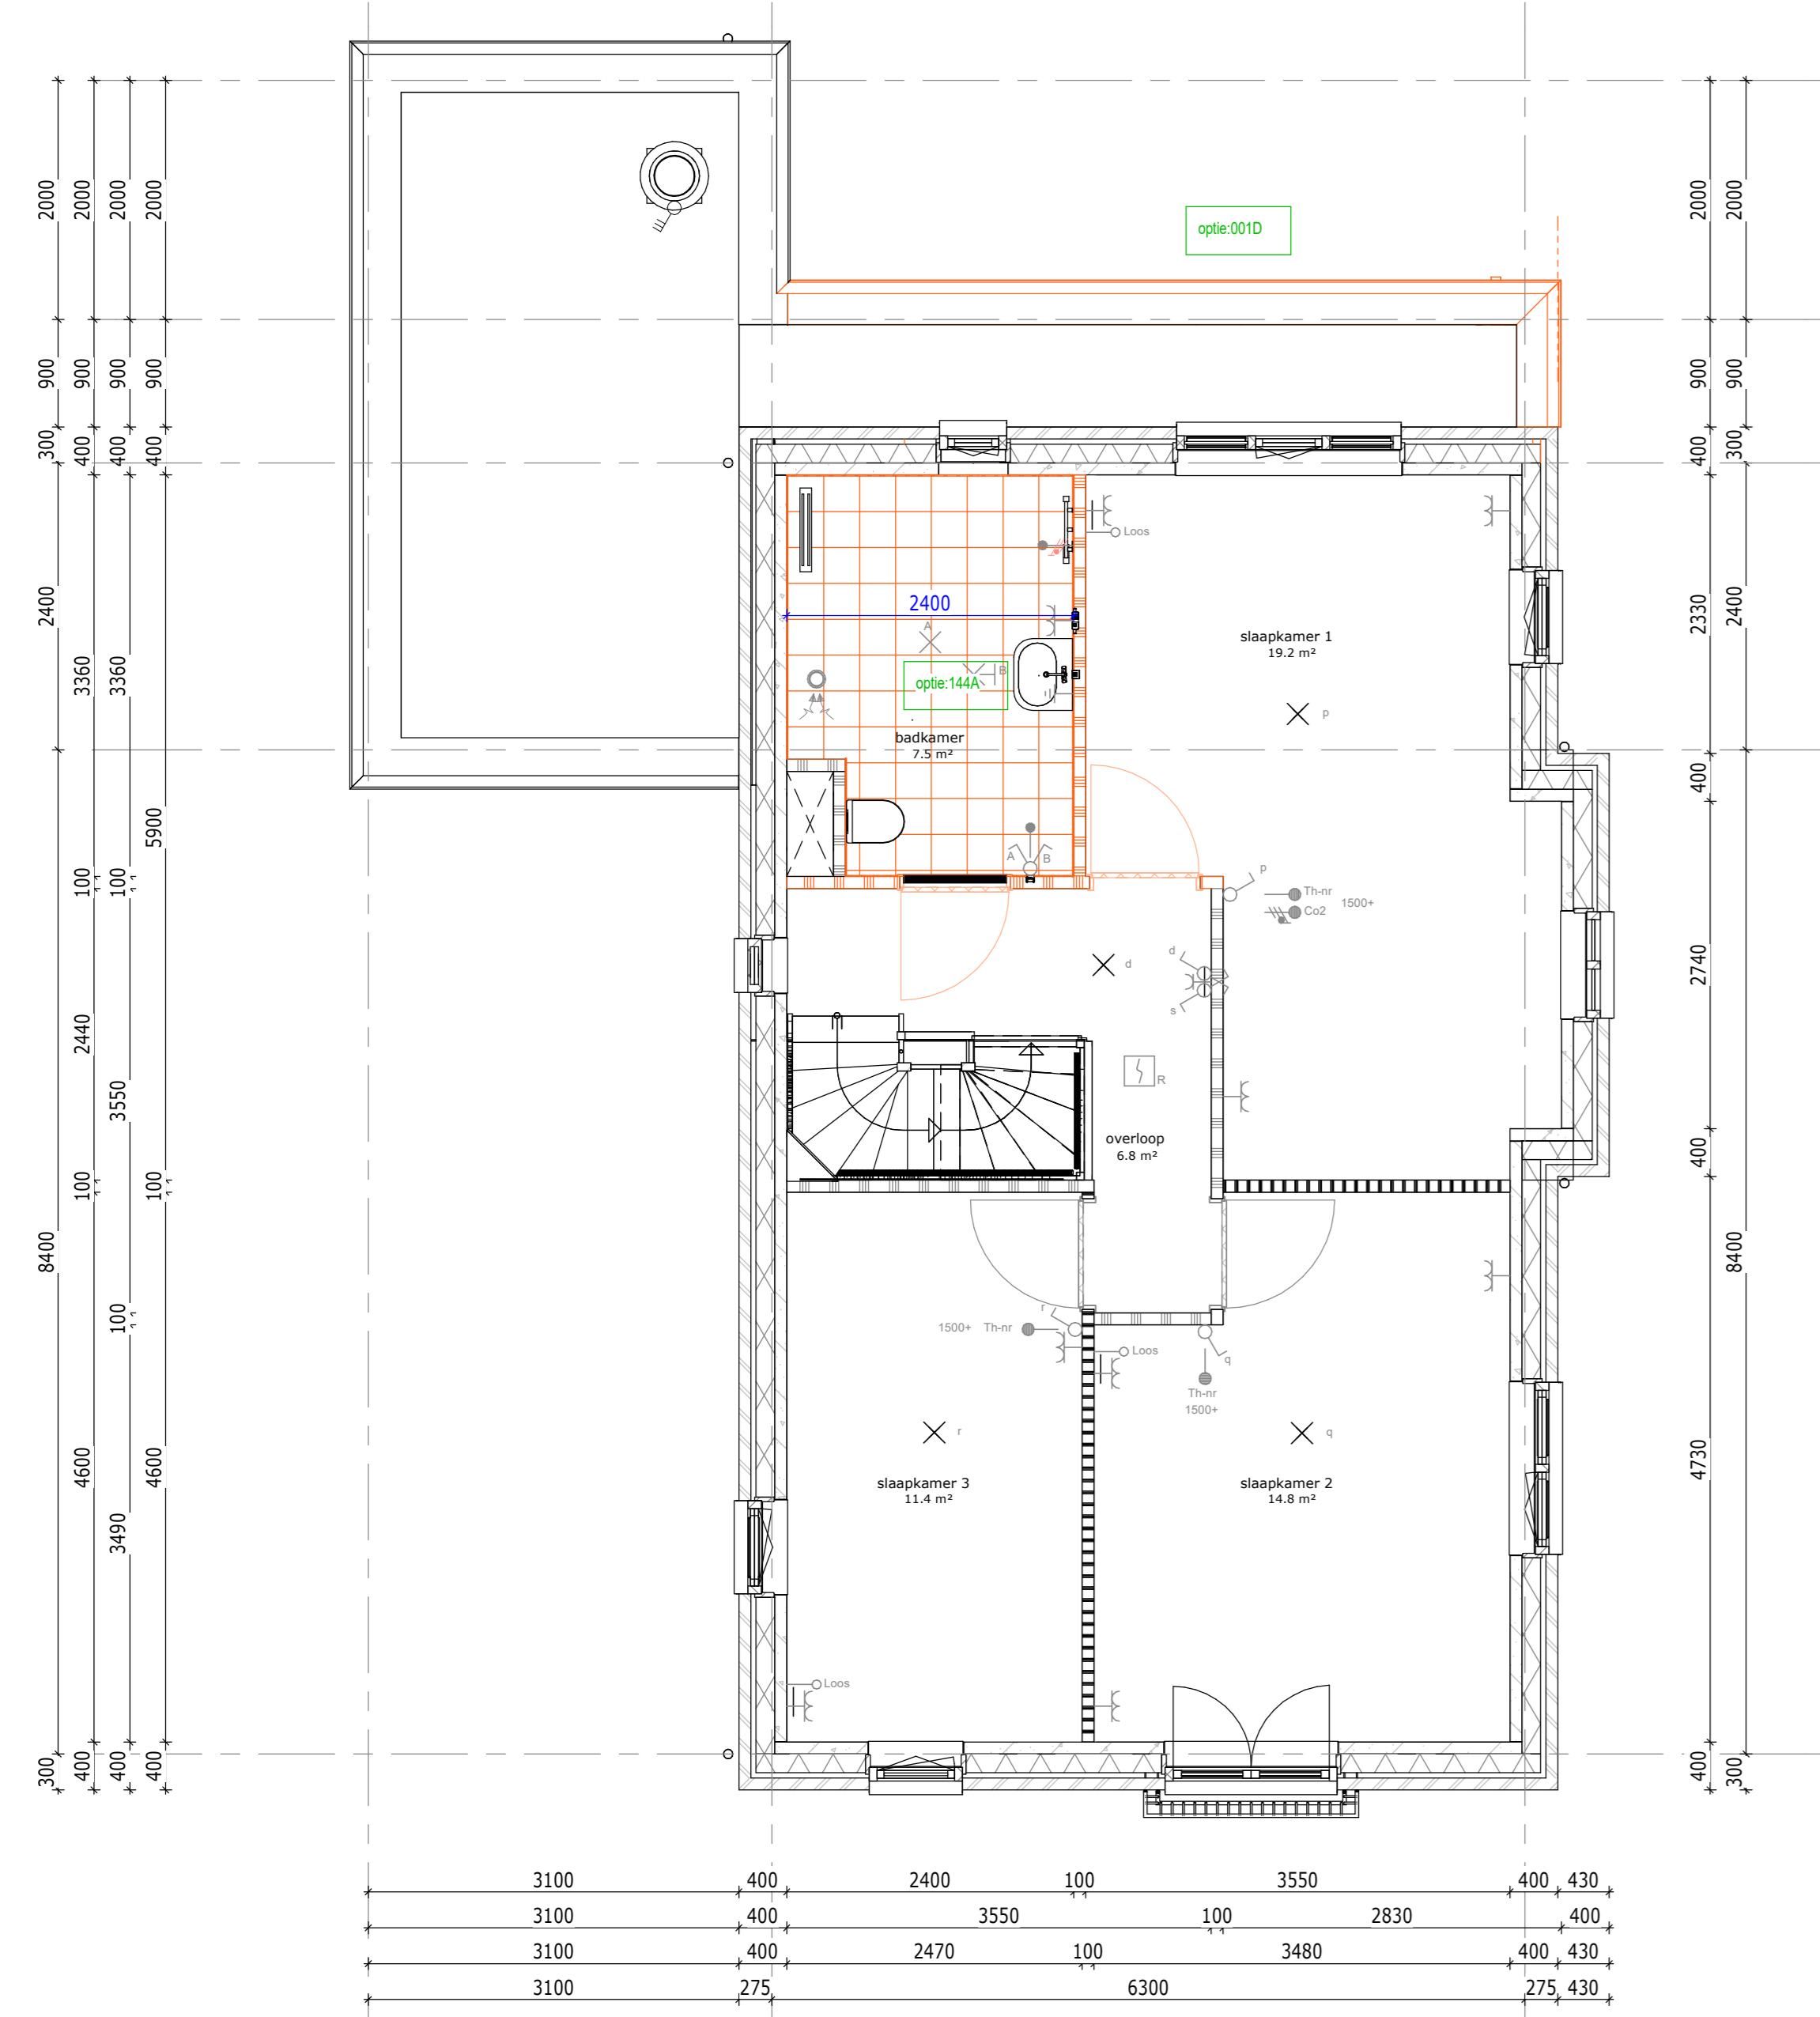 optie:001D
2000
2000
2000
2000
2000
2000
900
900
900
900
900
900
300
400
400
400
400
300
Loos
2400
2400
2330
2400
A
slaapkamer 1
19.2 m²
3360
3360
B
optie:144A
p
badkamer
7.5 m²
400
5900
A
B
p
100
100
Th-nr
1500+
Co2
d
d
2740
s
2440
3550
R
overloop
6.8 m²
100
100
400
8400
8400
100
r
1500+ Th-nr
Loos
q
Th-nr
1500+
r
q
4600
4600
4730
slaapkamer 3
11.4 m²
slaapkamer 2
14.8 m²
3490
Loos
300
400
400
400
400
300
3100 400 2400 100 3550 400 430
3100 400 3550 100 2830 400
3100 400 2470 100 3480 400 430
3100 275 6300 275 430